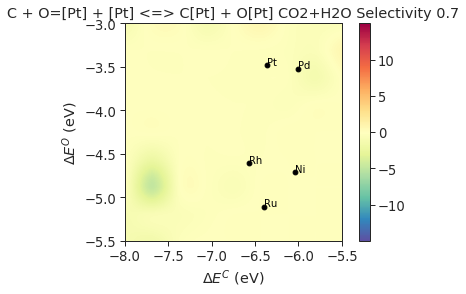 C + O=[Pt] + [Pt] <=> C[Pt] + O[Pt] CO2+H2O Selectivity 0.7
−3.0
−3.5
−4.0
−4.5
−5.0
−5.5
ΔE^O (eV)
Pt
Pd
Rh
Ni
Ru
−8.0 −7.5 −7.0 −6.5 −6.0 −5.5
ΔE^C (eV)
10
5
0
−5
−10